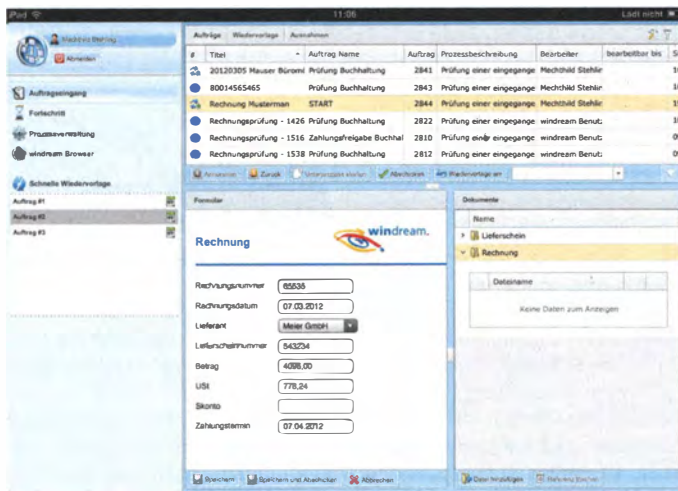 iPad
11:06
Lädt nicht
Abmelden
Auftragseingang
Fortschritt
Prozessverwaltung
windream Browser
Schnelle Wiedervorlage
Auftrag #1
Auftrag #2
Auftrag #3
Aufträge Wiedervorlage Ausnahmen
# Titel Auftrag Name Auftrag Prozessbeschreibung Bearbeiter bearbeitbar bis
20120305 Mauser Büromi Prüfung Buchhaltung 2841 Prüfung einer eingegange Mechthild Stehlin
80014565465 Prüfung Buchhaltung 2843 Prüfung einer eingegange Mechthild Stehlin
Rechnung Musterman START 2844 Prüfung einer eingegange Mechthild Stehlin
Rechnungsprüfung - 1426 Prüfung Buchhaltung 2822 Prüfung einer eingegange windream Benutz
Rechnungsprüfung - 1516 Zahlungsfreigabe Buchhal 2810 Prüfung einer eingegange windream Benutz
Rechnungsprüfung - 1538 Prüfung Buchhaltung 2812 Prüfung einer eingegange windream Benutz
Zurück Abschicken Wiedervorlage am
Formular
Rechnung
windream.
Rechnungsnummer 65535
Rechnungsdatum 07.03.2012
Lieferant Meier GmbH
Lieferscheinnummer 543234
Betrag 4096,00
USt 778,24
Skonto
Zahlungstermin 07.04.2012
Speichern Speichern und Abschicken Abbrechen
Dokumente
Name
Lieferschein
Rechnung
Dateiname
Keine Daten zum Anzeigen
Datei hinzufügen